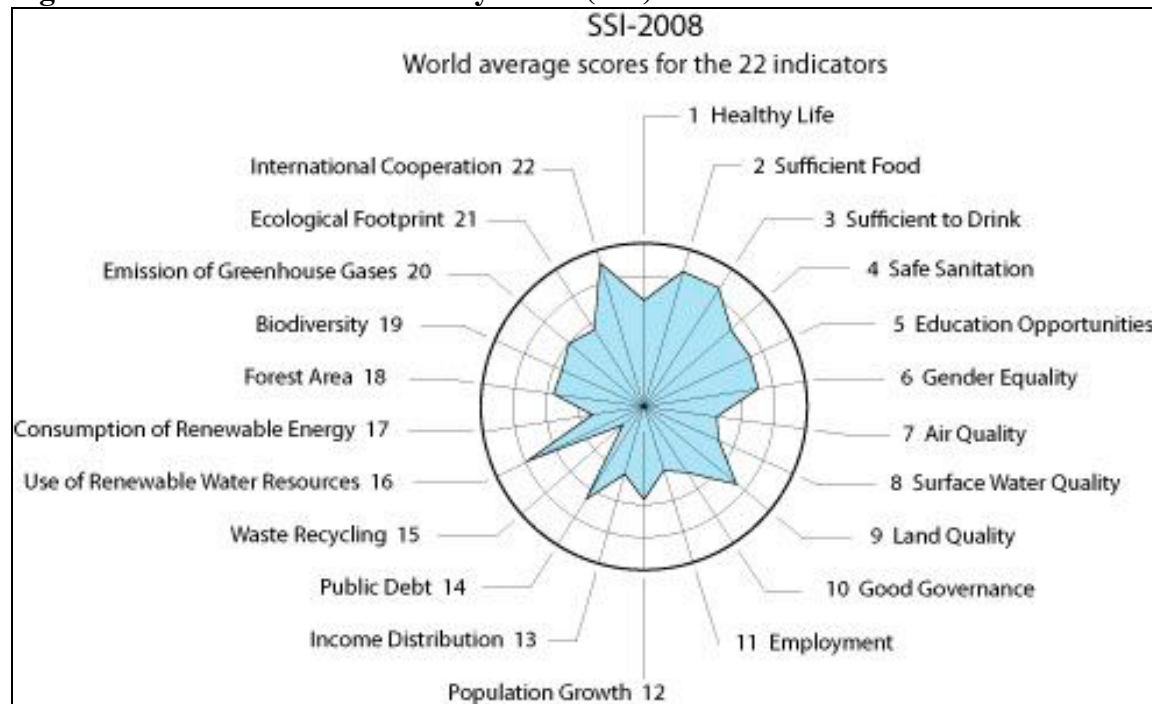 SSI-2008
World average scores for the 22 indicators
1 Healthy Life
2 Sufficient Food
3 Sufficient to Drink
4 Safe Sanitation
5 Education Opportunities
6 Gender Equality
7 Air Quality
8 Surface Water Quality
9 Land Quality
10 Good Governance
11 Employment
Population Growth 12
Income Distribution 13
Public Debt 14
Waste Recycling 15
Use of Renewable Water Resources 16
Consumption of Renewable Energy 17
Forest Area 18
Biodiversity 19
Emission of Greenhouse Gases 20
Ecological Footprint 21
International Cooperation 22